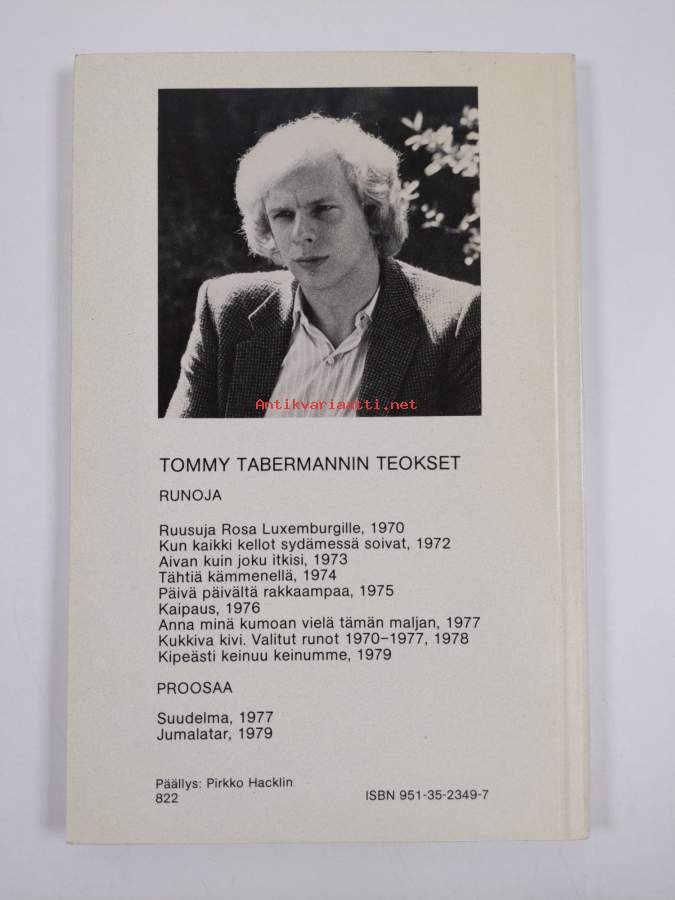 Antikvariaatti.net
TOMMY TABERMANNIN TEOKSET
RUNOJA
Ruusuja Rosa Luxemburgille, 1970
Kun kaikki kellot sydämessä soivat, 1972
Aivan kuin joku itkisi, 1973
Tähtiä kämmenellä, 1974
Päivä päivältä rakkaampaa, 1975
Kaipaus, 1976
Anna minä kumoan vielä tämän maljan, 1977
Kukkiva kivi. Valitut runot 1970–1977, 1978
Kipeästi keinuu keinumme, 1979
PROOSAA
Suudelma, 1977
Jumalatar, 1979
Päällys: Pirkko Hacklin
822
ISBN 951-35-2349-7